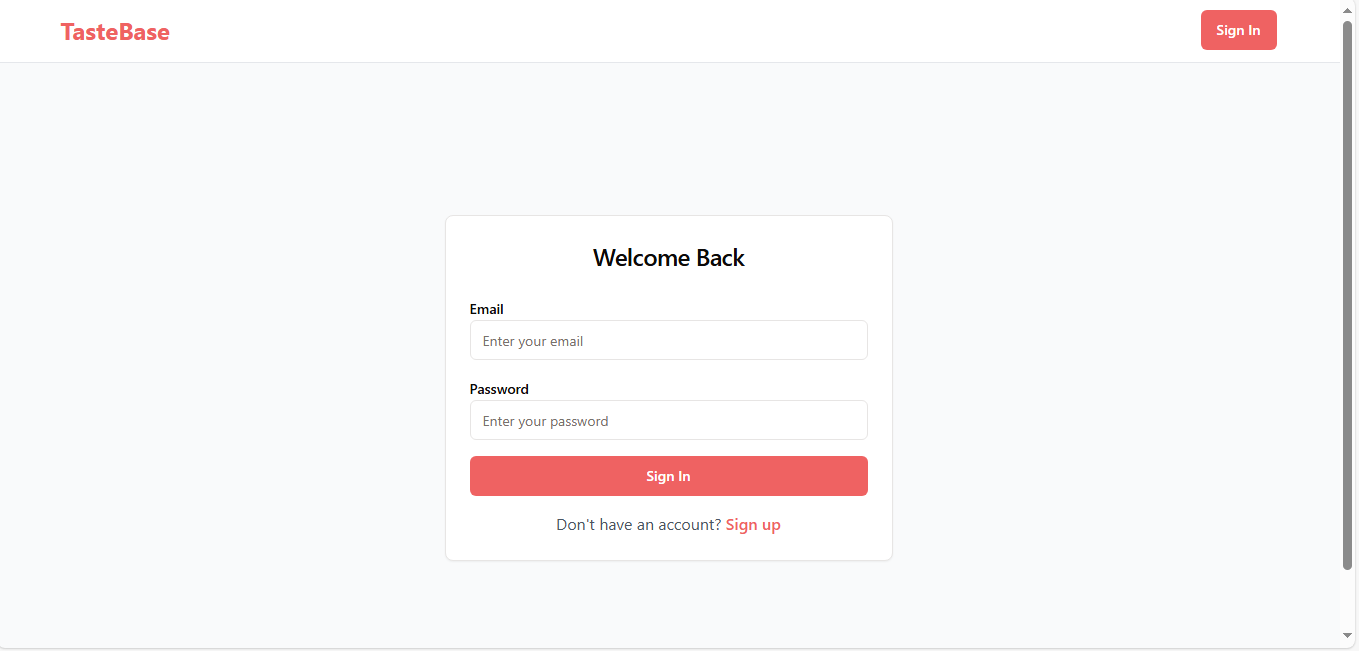 TasteBase
Sign In
Welcome Back
Email
Enter your email
Password
Enter your password
Sign In
Don't have an account? Sign up